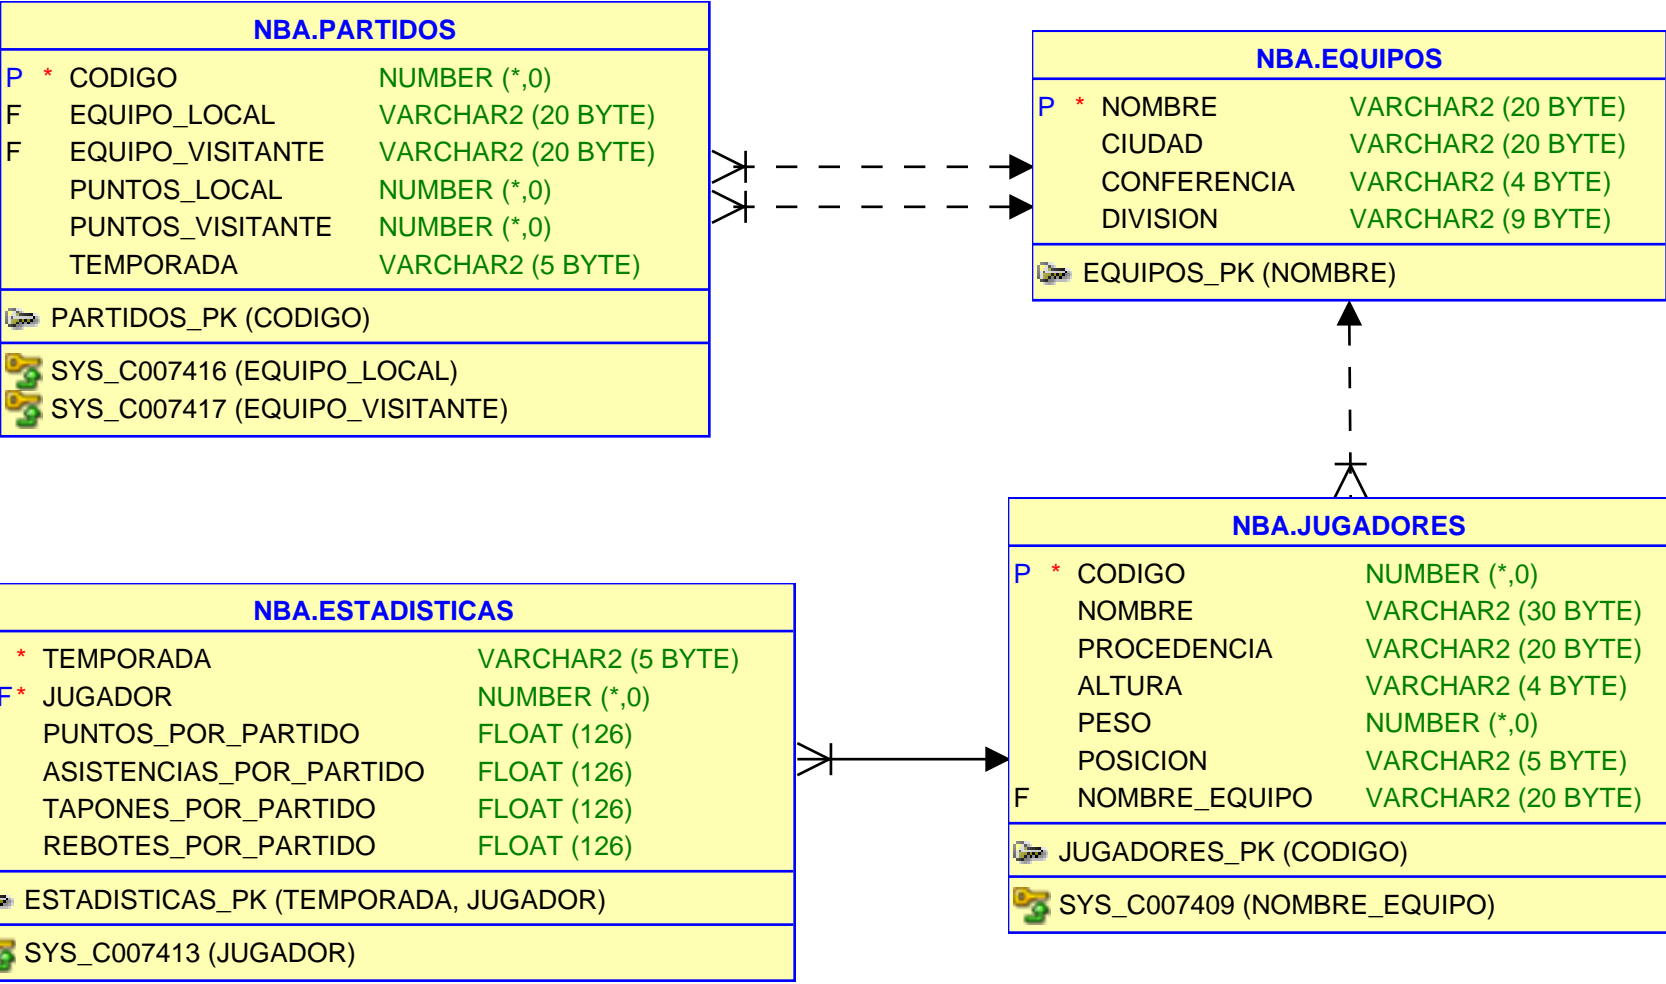 NBA.PARTIDOS
P * CODIGO NUMBER (*,0)
F EQUIPO_LOCAL VARCHAR2 (20 BYTE)
F EQUIPO_VISITANTE VARCHAR2 (20 BYTE)
PUNTOS_LOCAL NUMBER (*,0)
PUNTOS_VISITANTE NUMBER (*,0)
TEMPORADA VARCHAR2 (5 BYTE)
PARTIDOS_PK (CODIGO)
SYS_C007416 (EQUIPO_LOCAL)
SYS_C007417 (EQUIPO_VISITANTE)
NBA.EQUIPOS
P * NOMBRE VARCHAR2 (20 BYTE)
CIUDAD VARCHAR2 (20 BYTE)
CONFERENCIA VARCHAR2 (4 BYTE)
DIVISION VARCHAR2 (9 BYTE)
EQUIPOS_PK (NOMBRE)
NBA.ESTADISTICAS
* TEMPORADA VARCHAR2 (5 BYTE)
F * JUGADOR NUMBER (*,0)
PUNTOS_POR_PARTIDO FLOAT (126)
ASISTENCIAS_POR_PARTIDO FLOAT (126)
TAPONES_POR_PARTIDO FLOAT (126)
REBOTES_POR_PARTIDO FLOAT (126)
ESTADISTICAS_PK (TEMPORADA, JUGADOR)
SYS_C007413 (JUGADOR)
NBA.JUGADORES
P * CODIGO NUMBER (*,0)
NOMBRE VARCHAR2 (30 BYTE)
PROCEDENCIA VARCHAR2 (20 BYTE)
ALTURA VARCHAR2 (4 BYTE)
PESO NUMBER (*,0)
POSICION VARCHAR2 (5 BYTE)
F NOMBRE_EQUIPO VARCHAR2 (20 BYTE)
JUGADORES_PK (CODIGO)
SYS_C007409 (NOMBRE_EQUIPO)